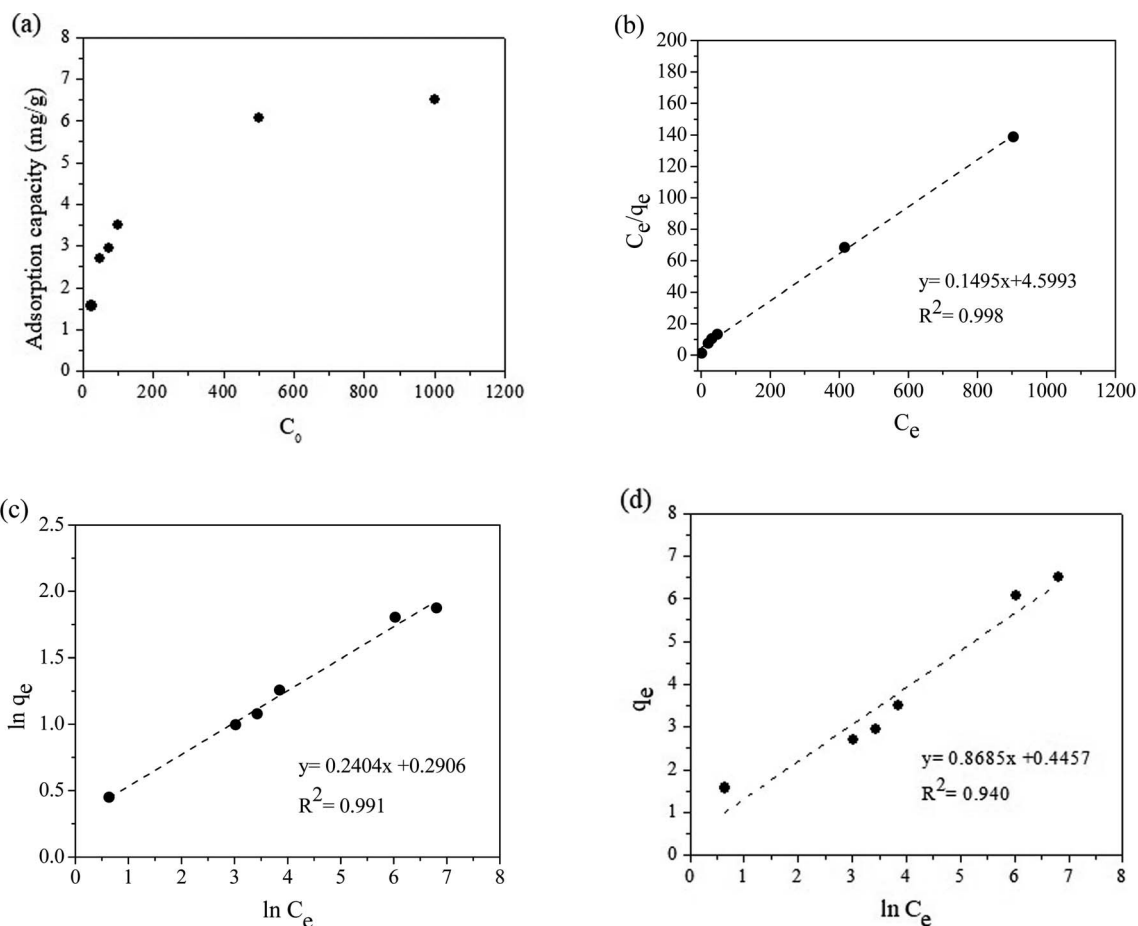 (a)
Adsorption capacity (mg/g)
8
7
6
5
4
3
2
1
0
0 200 400 600 800 1000 1200
C₀
(b)
Cₑ/qₑ
200
180
160
140
120
100
80
60
40
20
0
y= 0.1495x+4.5993
R²= 0.998
0 200 400 600 800 1000 1200
Cₑ
(c)
ln qₑ
2.5
2.0
1.5
1.0
0.5
0.0
y= 0.2404x +0.2906
R²= 0.991
0 1 2 3 4 5 6 7 8
ln Cₑ
(d)
qₑ
8
7
6
5
4
3
2
1
0
y= 0.8685x +0.4457
R²= 0.940
0 1 2 3 4 5 6 7 8
ln Cₑ